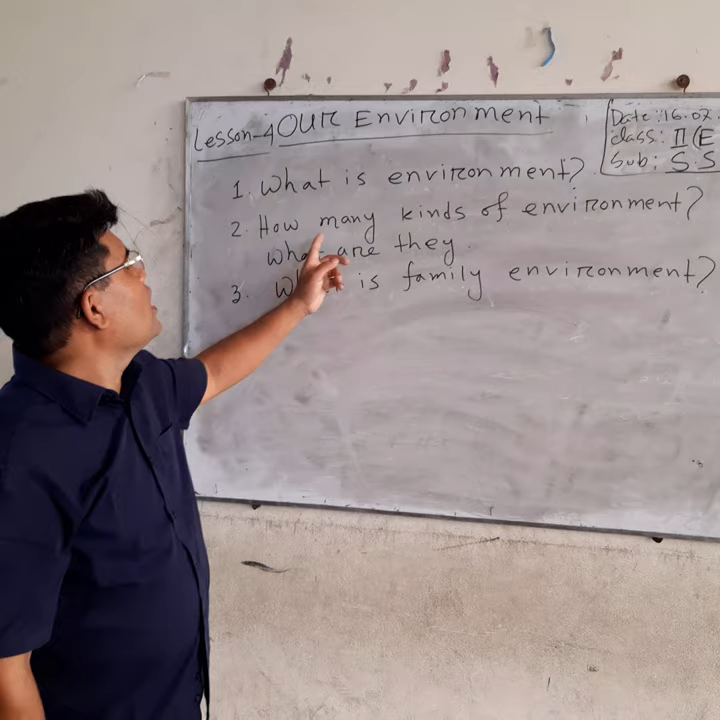 Lesson-4 OUR Environment
Date: 16.02.
class: II (E
Sub: S.S
1. What is environment?
2. How many kinds of environment?
what are they.
3. is family environment?